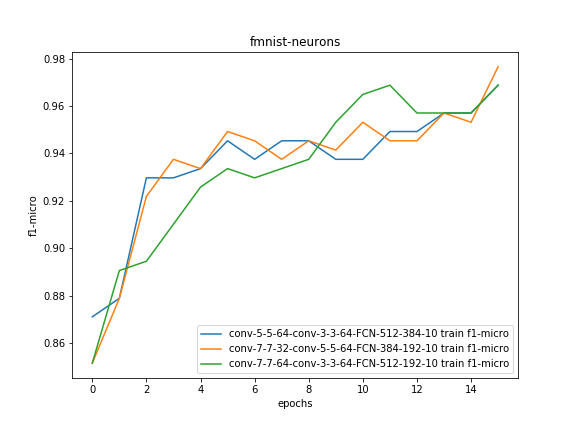 fmnist-neurons
0.98
0.96
0.94
0.92
0.90
0.88
0.86
f1-micro
conv-5-5-64-conv-3-3-64-FCN-512-384-10 train f1-micro
conv-7-7-32-conv-5-5-64-FCN-384-192-10 train f1-micro
conv-7-7-64-conv-3-3-64-FCN-512-192-10 train f1-micro
0 2 4 6 8 10 12 14
epochs